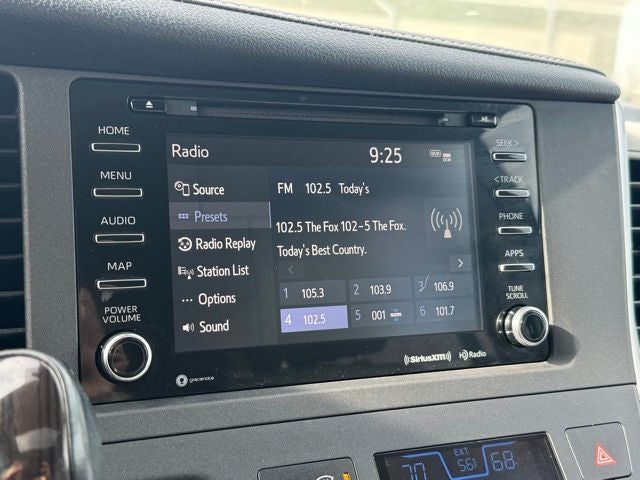 HOME
MENU
AUDIO
MAP
POWER
VOLUME
Radio
9:25
DCM
Source
Presets
Radio Replay
Station List
Options
Sound
FM 102.5 Today's
102.5 The Fox 102-5 The Fox.
Today's Best Country.
1 105.3
2 103.9
3 106.9
4 102.5
5 001
6 101.7
SEEK >
< TRACK
PHONE
APPS
TUNE
SCROLL
gracenote
((SiriusXM))
HD Radio
70
EXT
56°F
68